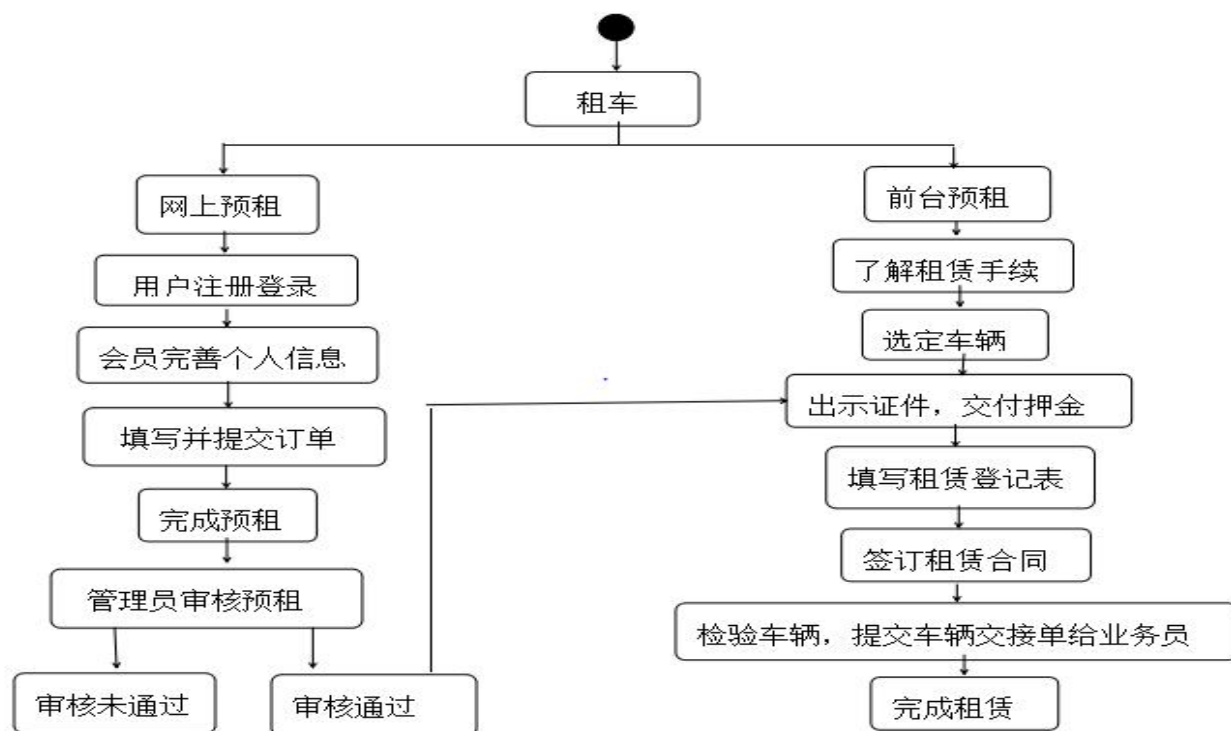 租车
网上预租
用户注册登录
会员完善个人信息
填写并提交订单
完成预租
管理员审核预租
审核未通过
审核通过
前台预租
了解租赁手续
选定车辆
出示证件，交付押金
填写租赁登记表
签订租赁合同
检验车辆，提交车辆交接单给业务员
完成租赁